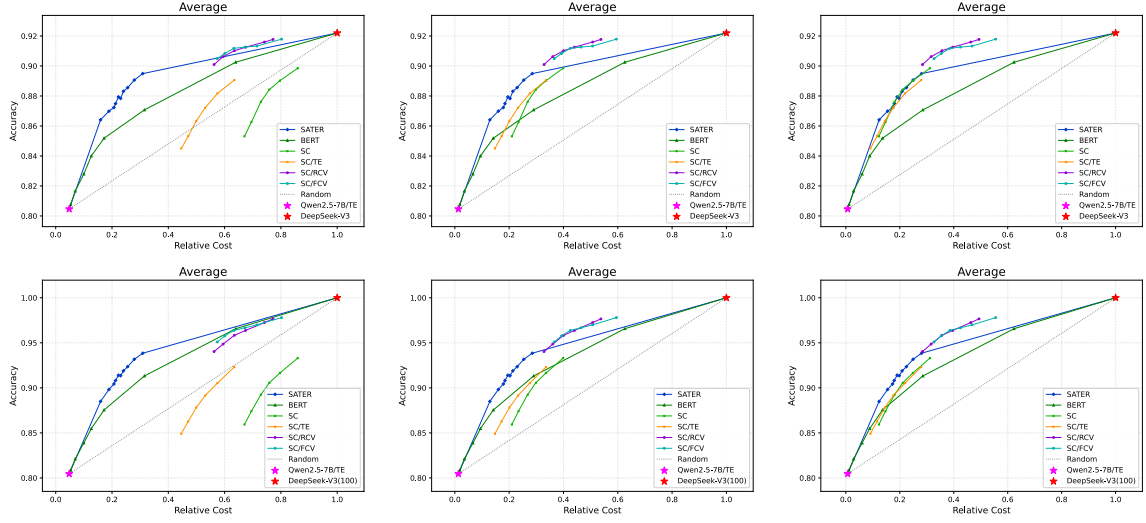 Average
Accuracy
0.92
0.90
0.88
0.86
0.84
0.82
0.80
0.0 0.2 0.4 0.6 0.8 1.0
Relative Cost
SATER
BERT
SC
SC/TE
SC/RCV
SC/FCV
Random
Qwen2.5-7B/TE
DeepSeek-V3
Average
Accuracy
0.92
0.90
0.88
0.86
0.84
0.82
0.80
0.0 0.2 0.4 0.6 0.8 1.0
Relative Cost
SATER
BERT
SC
SC/TE
SC/RCV
SC/FCV
Random
Qwen2.5-7B/TE
DeepSeek-V3
Average
Accuracy
0.92
0.90
0.88
0.86
0.84
0.82
0.80
0.0 0.2 0.4 0.6 0.8 1.0
Relative Cost
SATER
BERT
SC
SC/TE
SC/RCV
SC/FCV
Random
Qwen2.5-7B/TE
DeepSeek-V3
Average
Accuracy
1.00
0.95
0.90
0.85
0.80
0.0 0.2 0.4 0.6 0.8 1.0
Relative Cost
SATER
BERT
SC
SC/TE
SC/RCV
SC/FCV
Random
Qwen2.5-7B/TE
DeepSeek-V3(100)
Average
Accuracy
1.00
0.95
0.90
0.85
0.80
0.0 0.2 0.4 0.6 0.8 1.0
Relative Cost
SATER
BERT
SC
SC/TE
SC/RCV
SC/FCV
Random
Qwen2.5-7B/TE
DeepSeek-V3(100)
Average
Accuracy
1.00
0.95
0.90
0.85
0.80
0.0 0.2 0.4 0.6 0.8 1.0
Relative Cost
SATER
BERT
SC
SC/TE
SC/RCV
SC/FCV
Random
Qwen2.5-7B/TE
DeepSeek-V3(100)